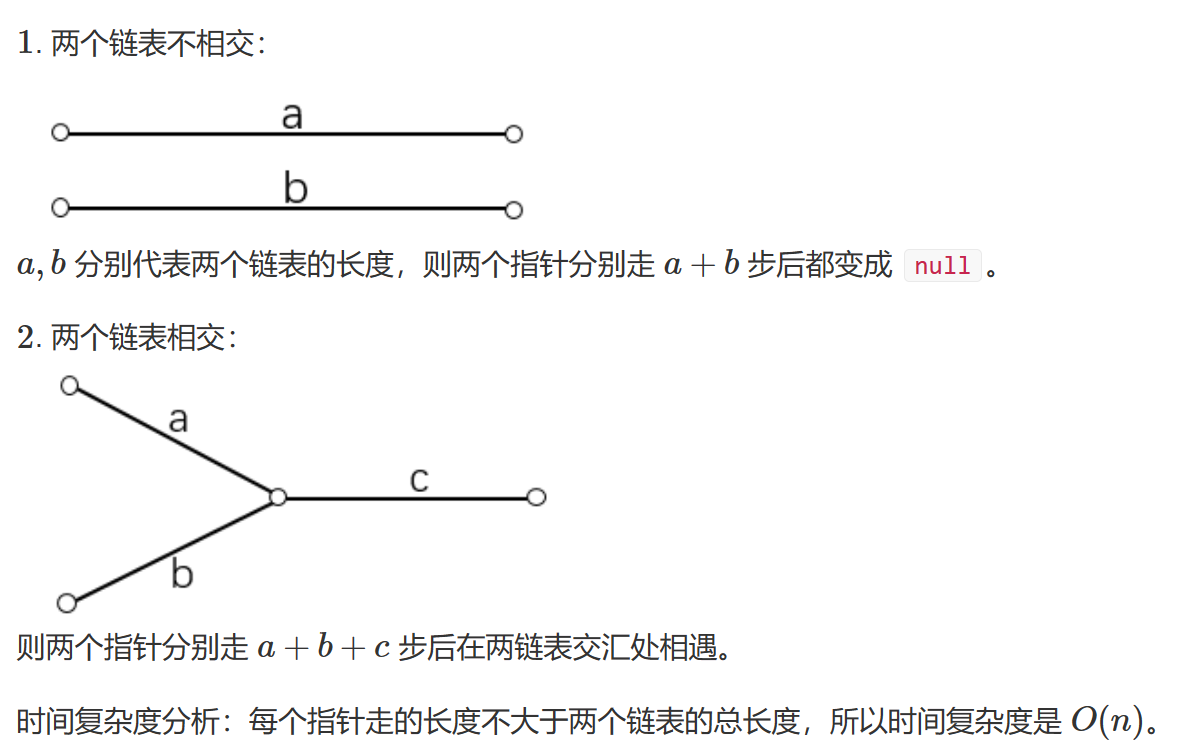 1. 两个链表不相交：
a
b
a, b 分别代表两个链表的长度，则两个指针分别走 a + b 步后都变成 null 。
2. 两个链表相交：
a
c
b
则两个指针分别走 a + b + c 步后在两链表交汇处相遇。
时间复杂度分析：每个指针走的长度不大于两个链表的总长度，所以时间复杂度是 O(n)。